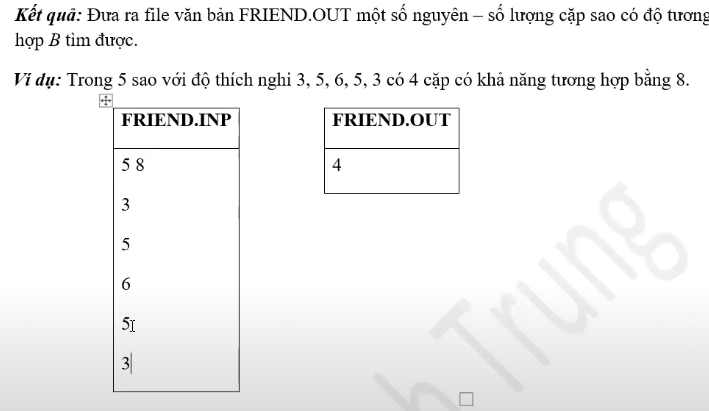 Kết quả: Đưa ra file văn bản FRIEND.OUT một số nguyên – số lượng cặp sao có độ tương
hợp B tìm được.
Ví dụ: Trong 5 sao với độ thích nghi 3, 5, 6, 5, 3 có 4 cặp có khả năng tương hợp bằng 8.
FRIEND.INP
5 8
3
5
6
5
3
FRIEND.OUT
4
h Trung